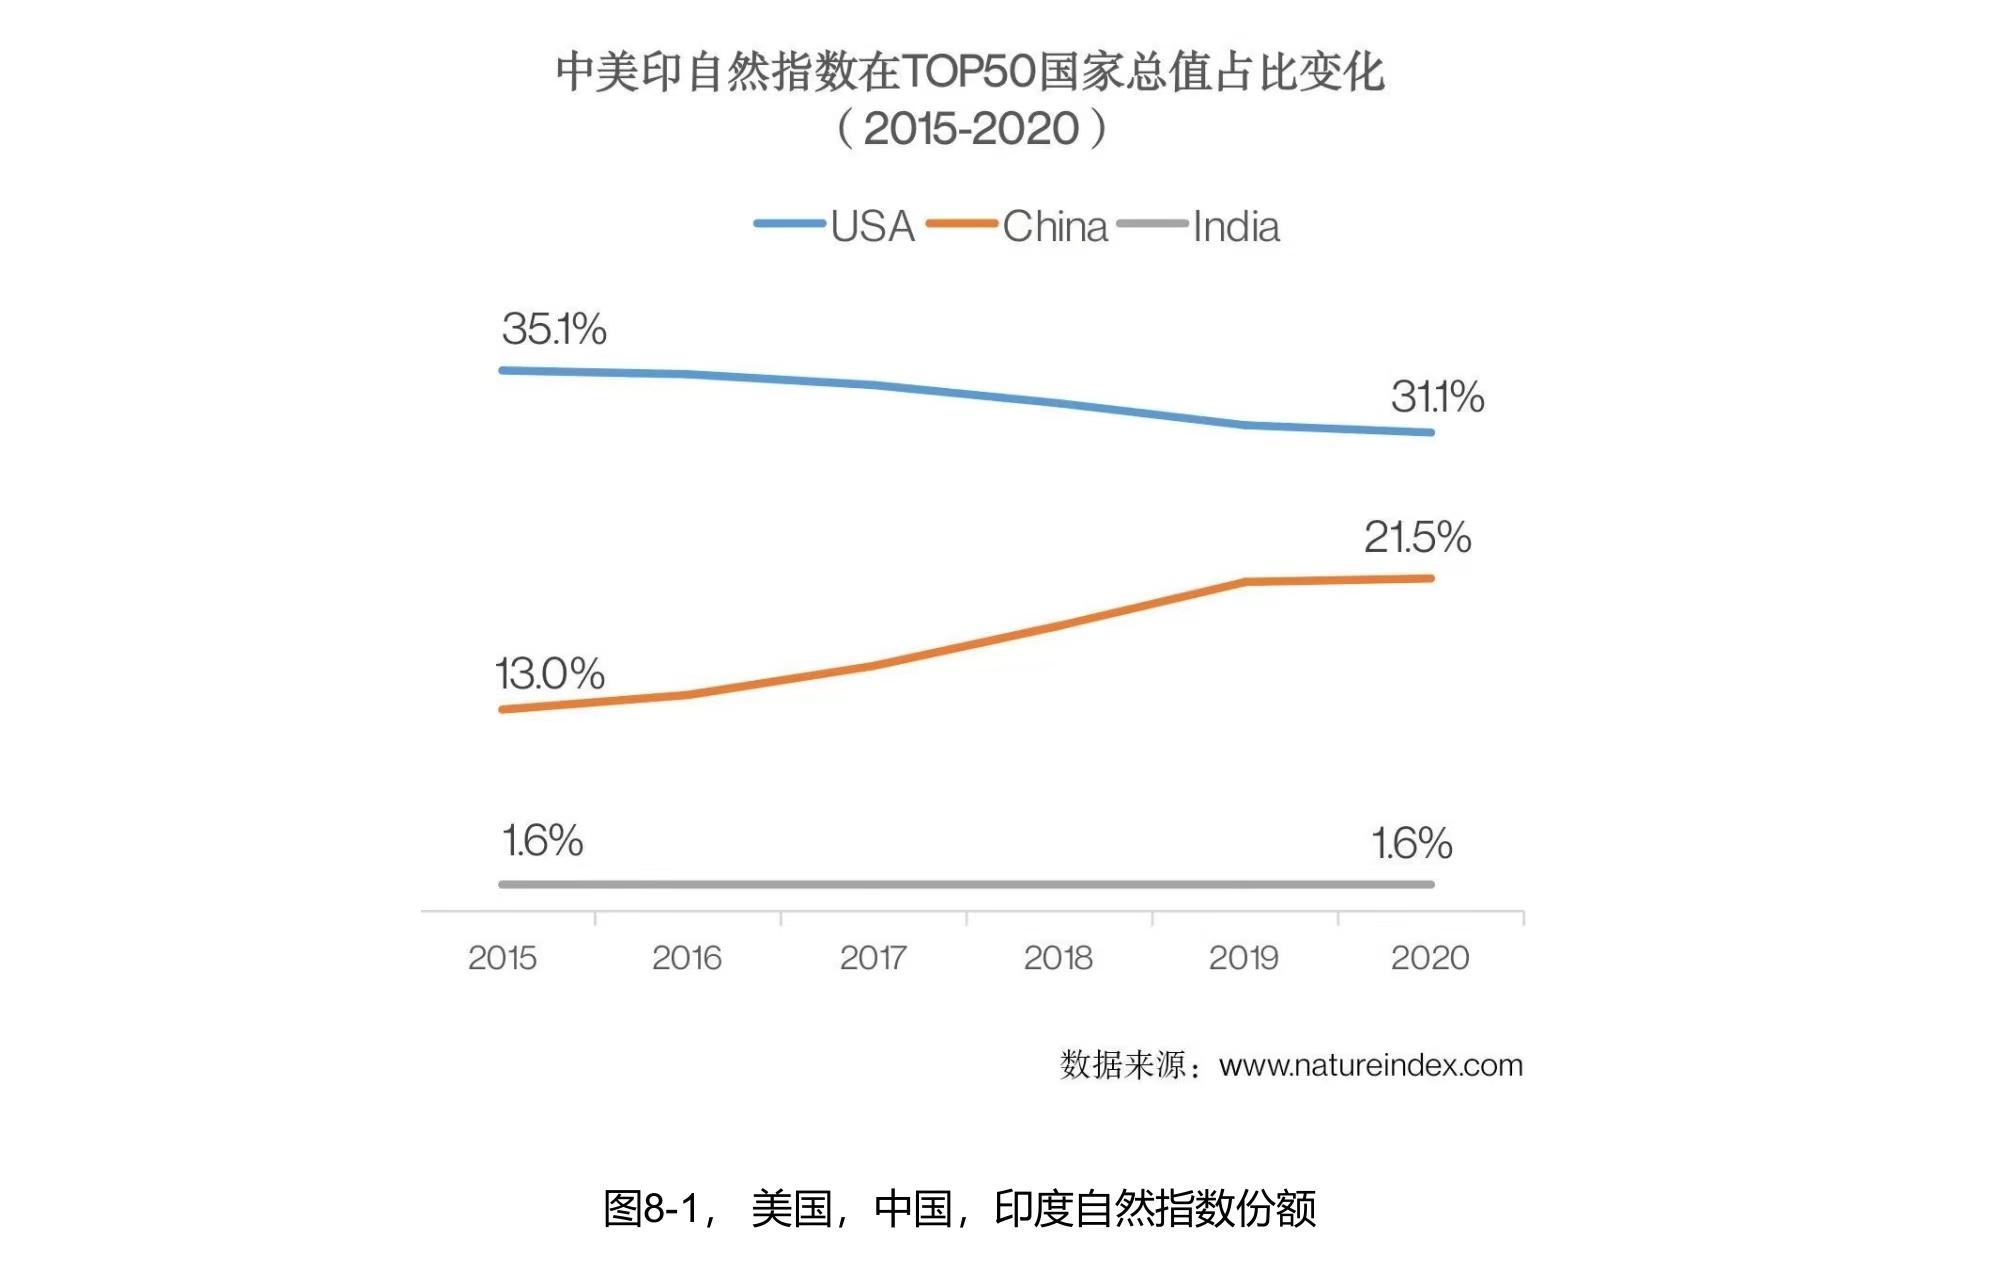 中美印自然指数在TOP50国家总值占比变化
（2015-2020）
USA China India
35.1%
31.1%
21.5%
13.0%
1.6%
1.6%
2015 2016 2017 2018 2019 2020
数据来源：www.natureindex.com
图8-1， 美国，中国，印度自然指数份额